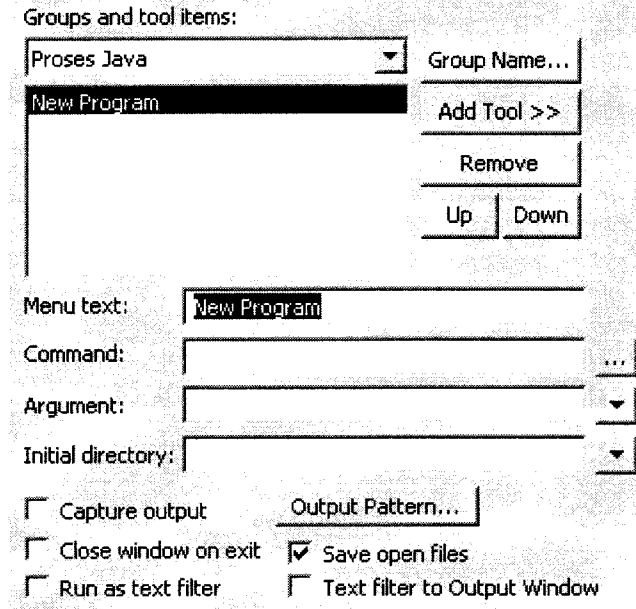 Groups and tool items:
Proses Java
Group Name...
New Program
Add Tool >>
Remove
Up Down
Menu text: New Program
Command: ...
Argument:
Initial directory:
Capture output Output Pattern...
Close window on exit Save open files
Run as text filter Text filter to Output Window